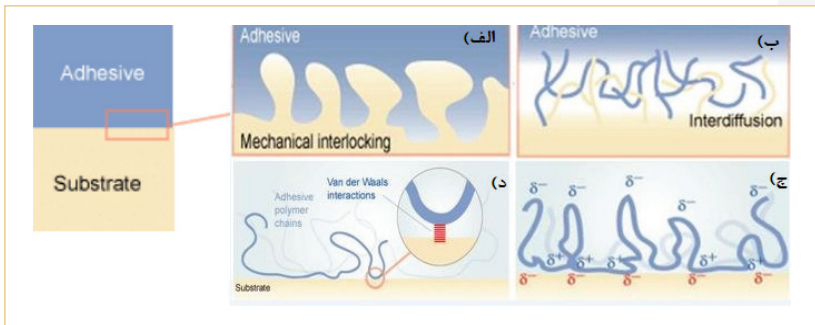 Adhesive
Substrate
Adhesive
الف)
Mechanical interlocking
Adhesive
ب)
Interdiffusion
د)
Van der Waals
interactions
Adhesive
polymer
chains
Substrate
ج)
δ− δ− δ− δ− δ−
δ+ δ+ δ+ δ+
δ− δ− δ− δ− δ−